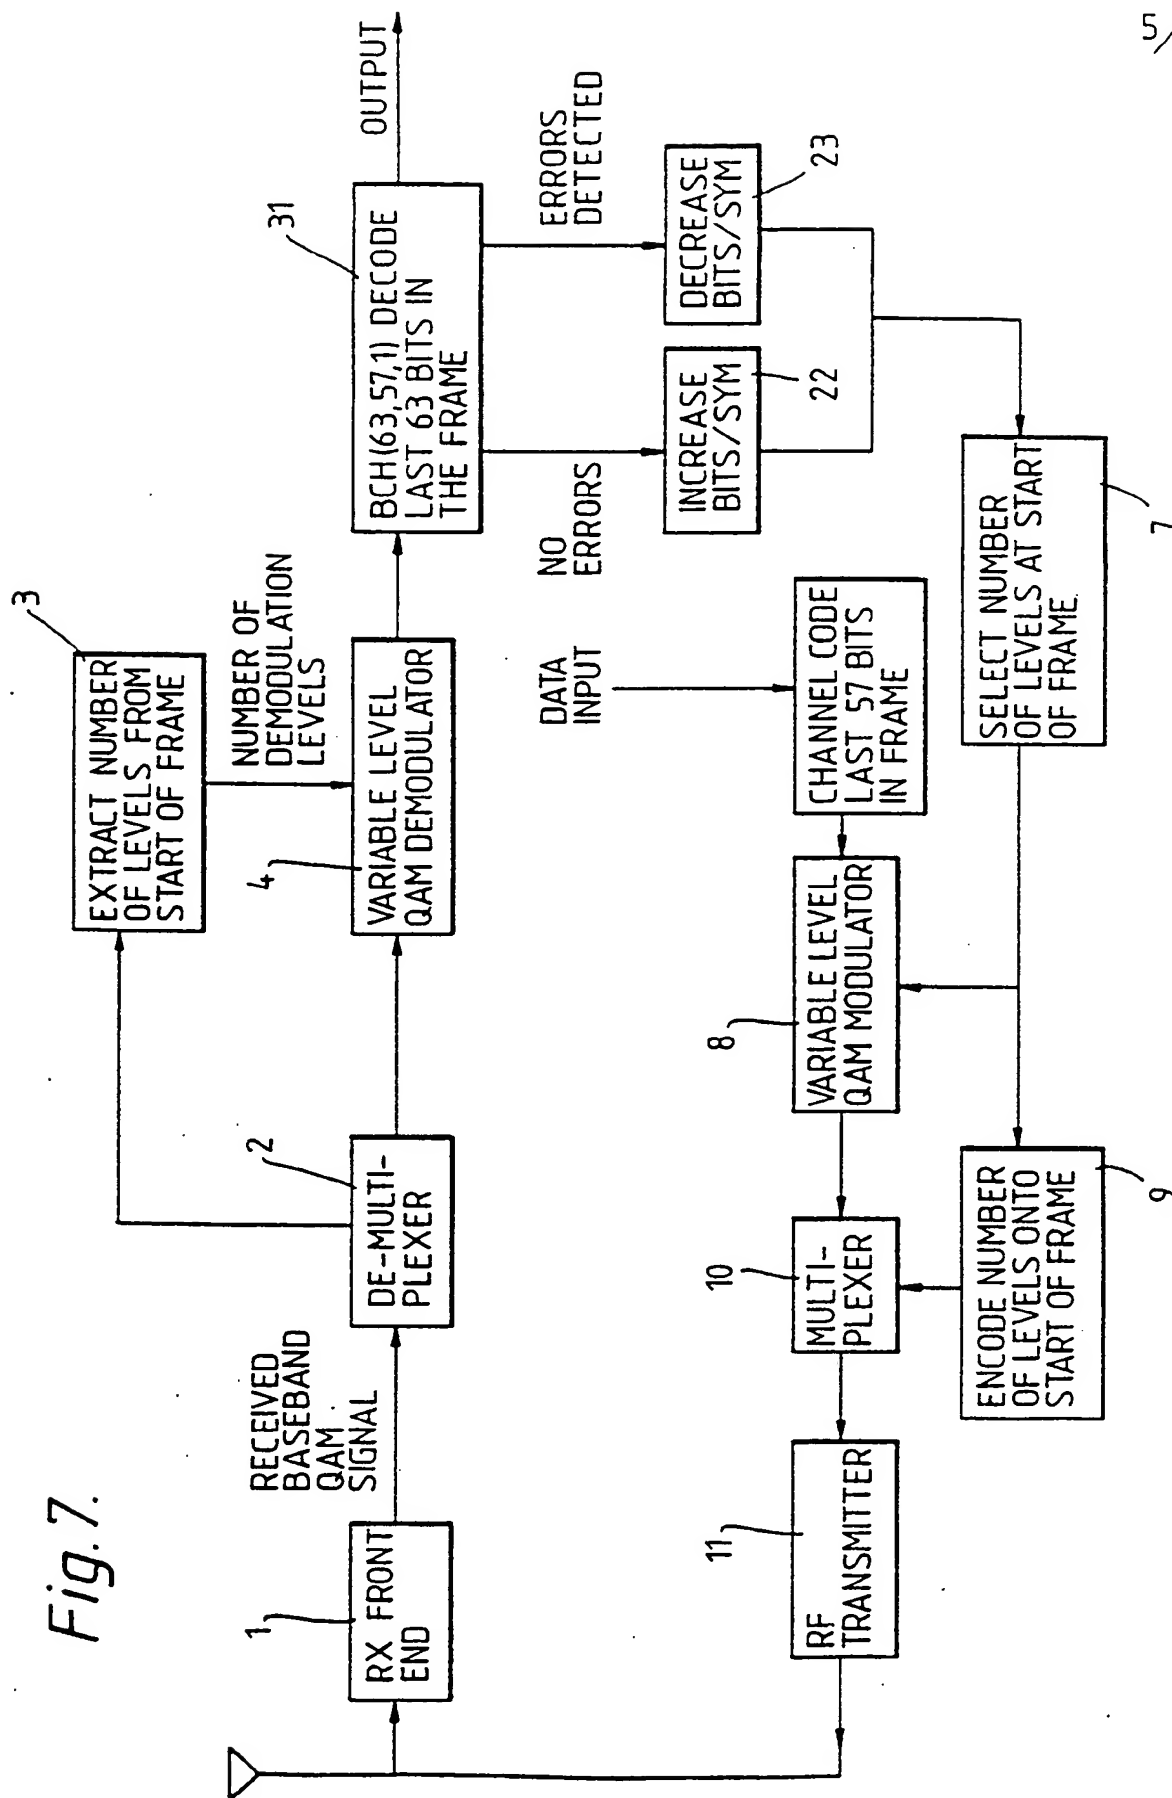 5/
Fig. 7.
1
RX FRONT
END
RECEIVED
BASEBAND
QAM
SIGNAL
2
DE-MULTI-
PLEXER
3
EXTRACT NUMBER
OF LEVELS FROM
START OF FRAME
NUMBER OF
DEMODULATION
LEVELS
4
VARIABLE LEVEL
QAM DEMODULATOR
31
BCH(63,57,1) DECODE
LAST 63 BITS IN
THE FRAME
OUTPUT
NO
ERRORS
ERRORS
DETECTED
INCREASE
BITS/SYM
22
DECREASE
BITS/SYM
23
DATA
INPUT
CHANNEL CODE
LAST 57 BITS
IN FRAME
SELECT NUMBER
OF LEVELS AT START
OF FRAME
7
8
VARIABLE LEVEL
QAM MODULATOR
10
MULTI-
PLEXER
ENCODE NUMBER
OF LEVELS ONTO
START OF FRAME
9
11
RF
TRANSMITTER